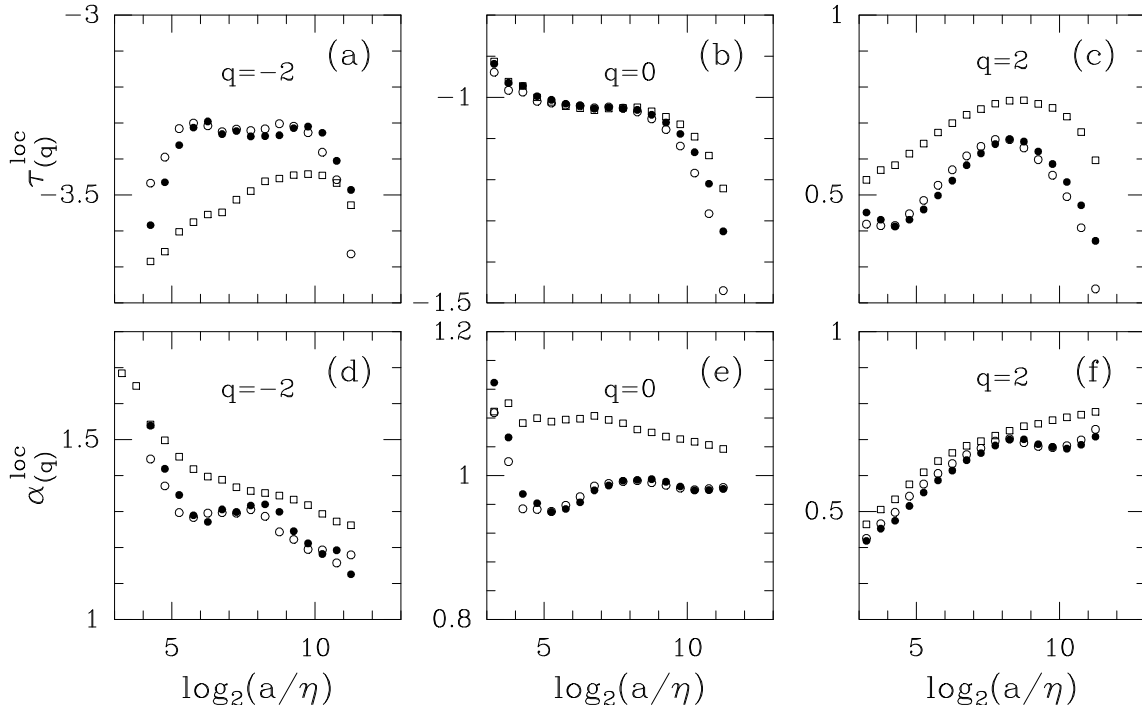 −3 (a) (b) 1 (c)
q=−2 q=0 q=2
−1
τ(q)^loc −3.5 0.5
−1.5
1.2 1
(d) (e) (f)
q=−2 q=0 q=2
α(q)^loc 1.5 1 0.5
1 0.8
5 10 5 10 5 10
log₂(a/η) log₂(a/η) log₂(a/η)